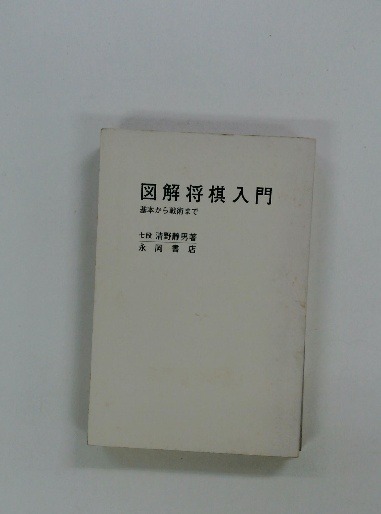 図解将棋入門
基本から戦術まで
七段 清野静男著
永岡書店